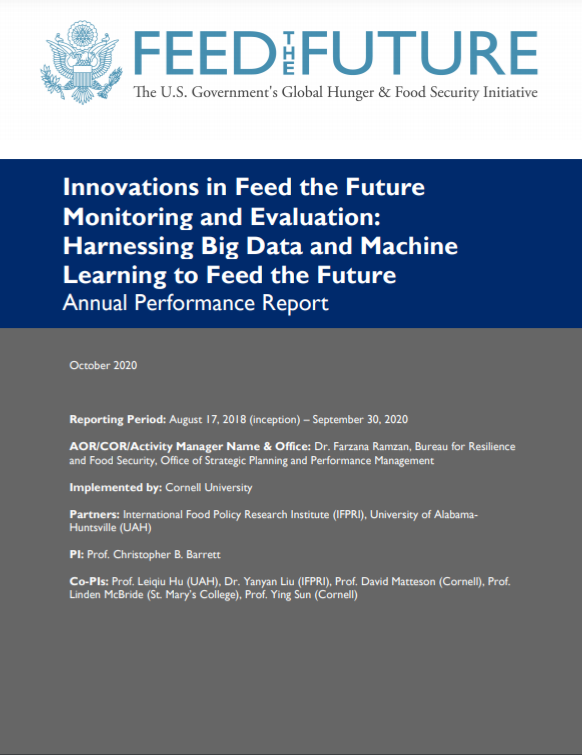 FEED THE FUTURE
The U.S. Government's Global Hunger & Food Security Initiative
Innovations in Feed the Future
Monitoring and Evaluation:
Harnessing Big Data and Machine
Learning to Feed the Future
Annual Performance Report
October 2020
Reporting Period: August 17, 2018 (inception) – September 30, 2020
AOR/COR/Activity Manager Name & Office: Dr. Farzana Ramzan, Bureau for Resilience
and Food Security, Office of Strategic Planning and Performance Management
Implemented by: Cornell University
Partners: International Food Policy Research Institute (IFPRI), University of Alabama-
Huntsville (UAH)
PI: Prof. Christopher B. Barrett
Co-PIs: Prof. Leiqiu Hu (UAH), Dr. Yanyan Liu (IFPRI), Prof. David Matteson (Cornell), Prof.
Linden McBride (St. Mary's College), Prof. Ying Sun (Cornell)